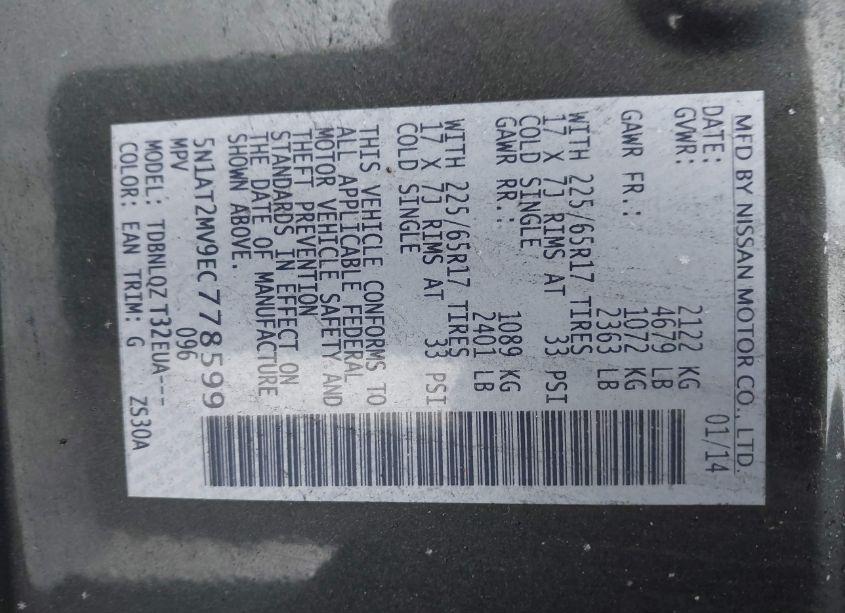 MFD BY NISSAN MOTOR CO., LTD.
DATE: 01/14
GVWR: 2122 KG
4679 LB
GAWR FR.: 1072 KG
2363 LB
WITH 225/65R17 TIRES
17 X 7J RIMS AT 33 PSI
COLD SINGLE
GAWR RR.: 1089 KG
2401 LB
WITH 225/65R17 TIRES
17 X 7J RIMS AT 33 PSI
COLD SINGLE
THIS VEHICLE CONFORMS TO
ALL APPLICABLE FEDERAL
MOTOR VEHICLE SAFETY AND
THEFT PREVENTION
STANDARDS IN EFFECT ON
THE DATE OF MANUFACTURE
SHOWN ABOVE.
5N1AT2MV9EC778599
MPV 096
MODEL: TDBNLQZT32EUA---
COLOR: EAN TRIM: G ZS30A